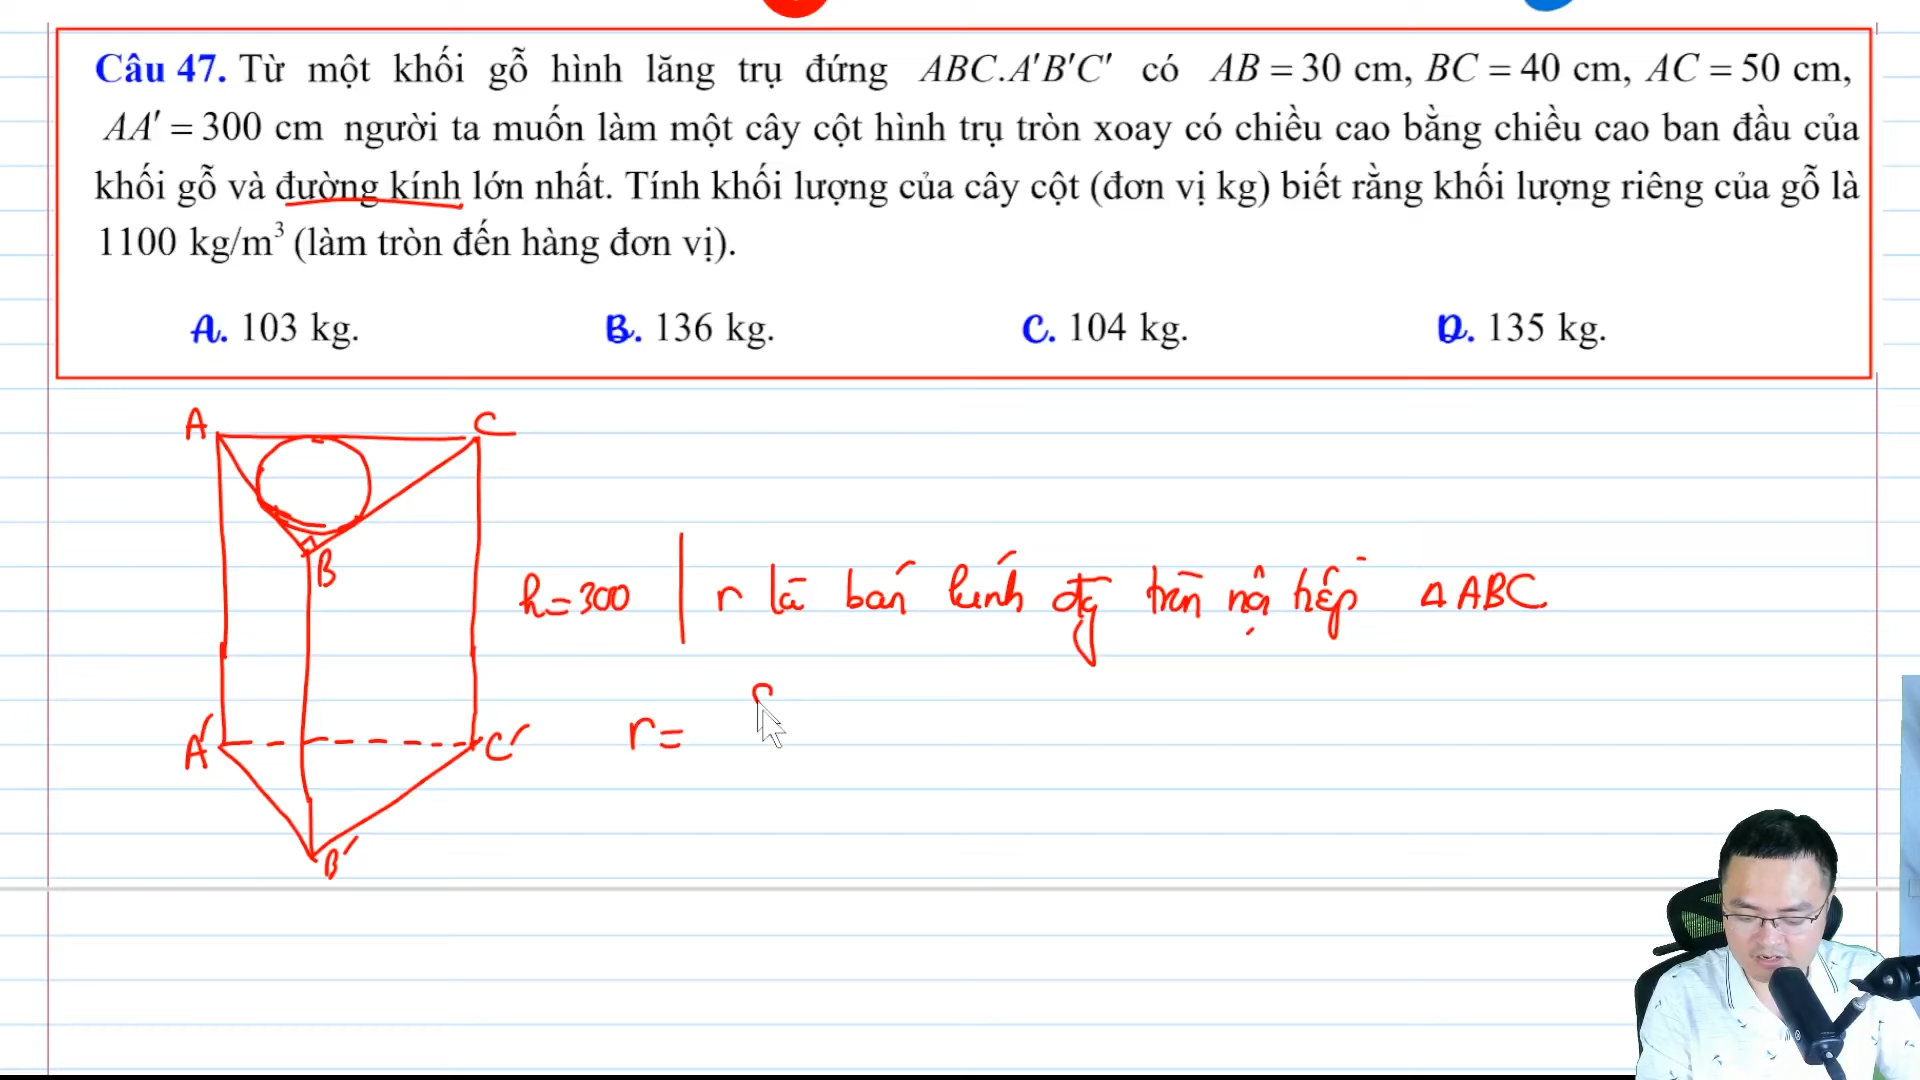 Câu 47. Từ một khối gỗ hình lăng trụ đứng ABC.A'B'C' có AB = 30 cm, BC = 40 cm, AC = 50 cm,
AA' = 300 cm người ta muốn làm một cây cột hình trụ tròn xoay có chiều cao bằng chiều cao ban đầu của
khối gỗ và đường kính lớn nhất. Tính khối lượng của cây cột (đơn vị kg) biết rằng khối lượng riêng của gỗ là
1100 kg/m³ (làm tròn đến hàng đơn vị).
A. 103 kg. B. 136 kg. C. 104 kg. D. 135 kg.
A C
B
h = 300 | r là bán kính đg tròn nội tiếp Δ ABC
r =
A' C'
B'